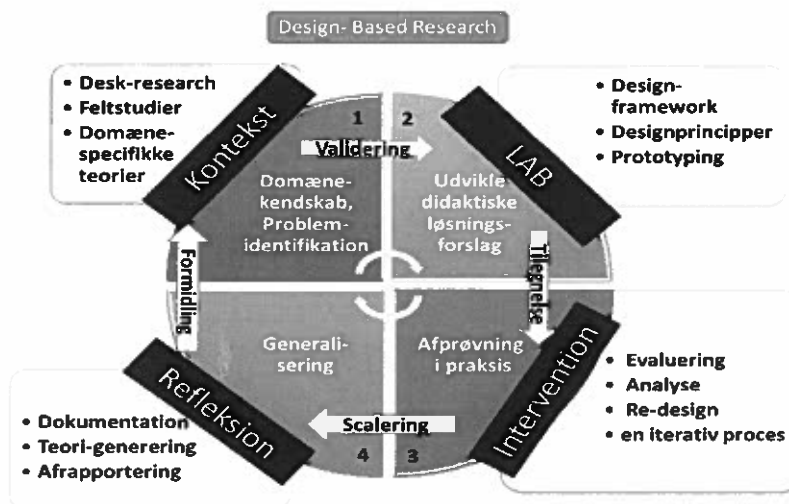 Design- Based Research
• Desk-research
• Feltstudier
• Domæne-
specifikke
teorier
Kontekst
1
2
Validering
Domæne-
kendskab,
Problem-
identifikation
Udvikle
didaktiske
løsnings-
forslag
LAB
• Design-
framework
• Designprincipper
• Prototyping
Formidling
Tilegnelse
Generali-
sering
Afprøvning
i praksis
Refleksion
Scalering
Intervention
4
3
• Dokumentation
• Teori-generering
• Afrapportering
• Evaluering
• Analyse
• Re-design
• en iterativ proces